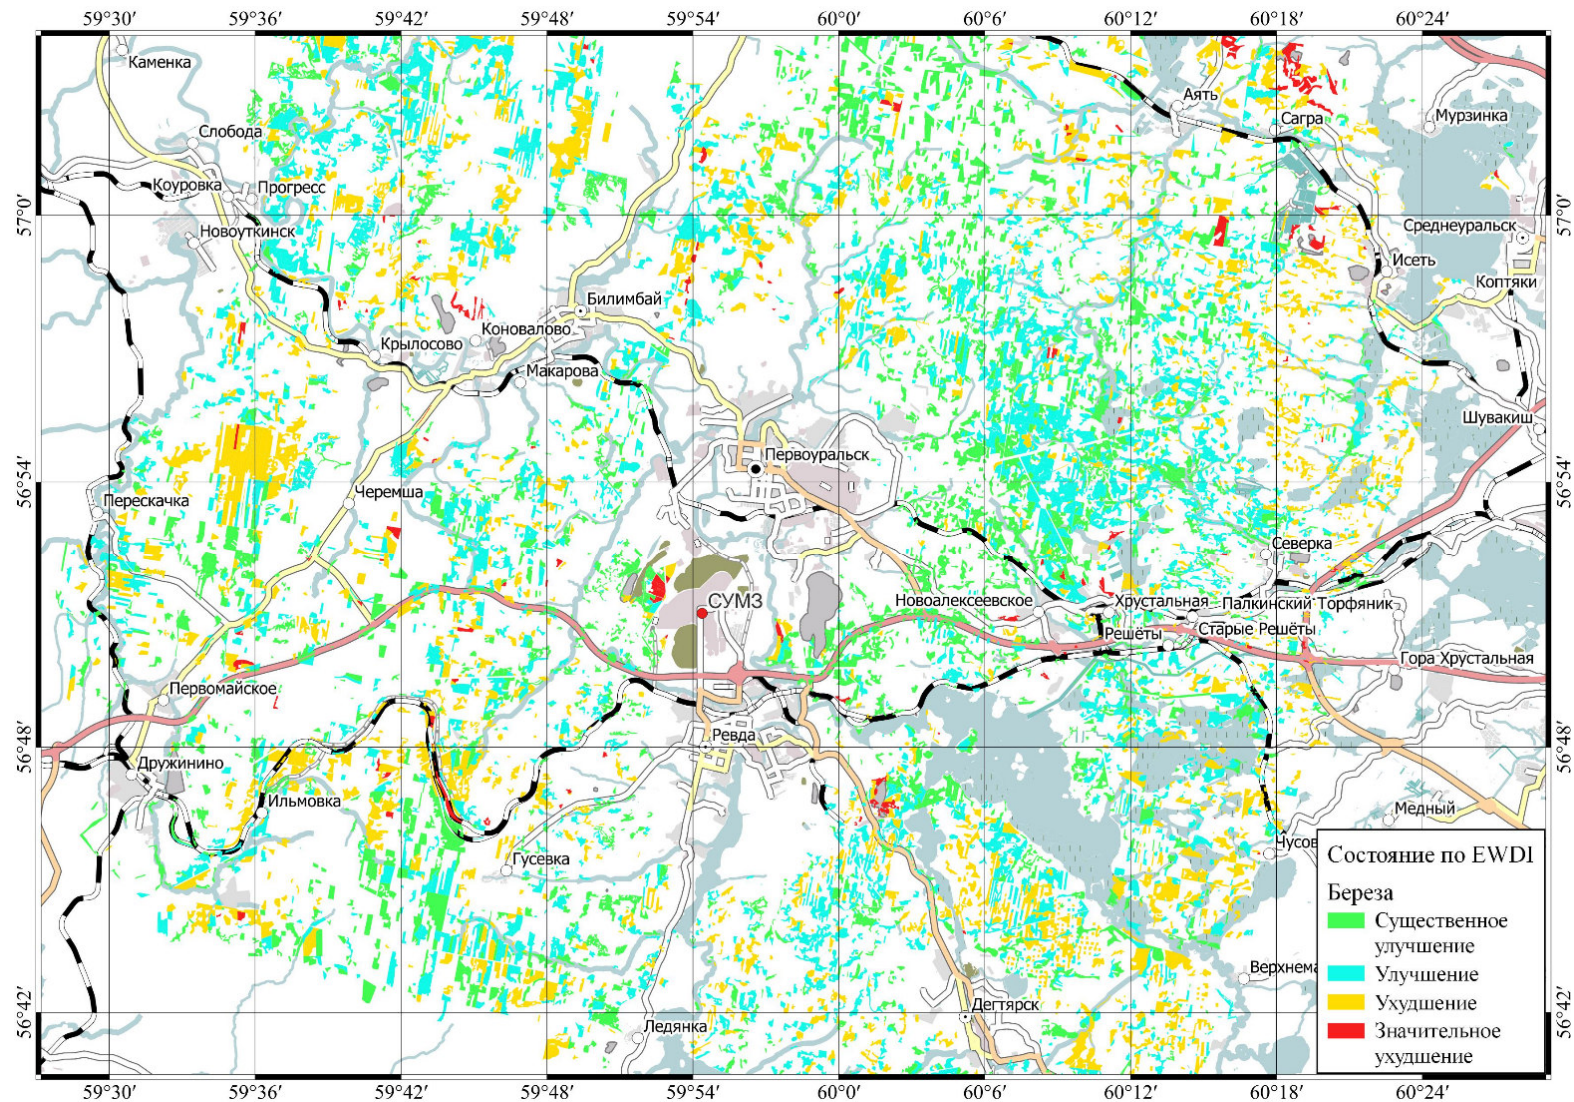 59°30′ 59°36′ 59°42′ 59°48′ 59°54′ 60°0′ 60°6′ 60°12′ 60°18′ 60°24′
Каменка
Аять
Сагра
Мурзинка
Слобода
Коуровка
Прогресс
57°0′
57°0′
Новоуткинск
Среднеуральск
Исеть
Коптяки
Билимбай
Коновалово
Крылосово
Макарова
Шувакиш
Первоуральск
56°54′
56°54′
Перескачка
Черемша
Северка
СУМЗ
Новоалексеевское
Хрустальная
Палкинский Торфяник
Решёты
Старые Решёты
Гора Хрустальная
Первомайское
Ревда
56°48′
56°48′
Дружинино
Ильмовка
Медный
Гусевка
Чусов
Верхнема
56°42′
56°42′
Дегтярск
Ледянка
Состояние по EWDI
Береза
Существенное
улучшение
Улучшение
Ухудшение
Значительное
ухудшение
59°30′ 59°36′ 59°42′ 59°48′ 59°54′ 60°0′ 60°6′ 60°12′ 60°18′ 60°24′